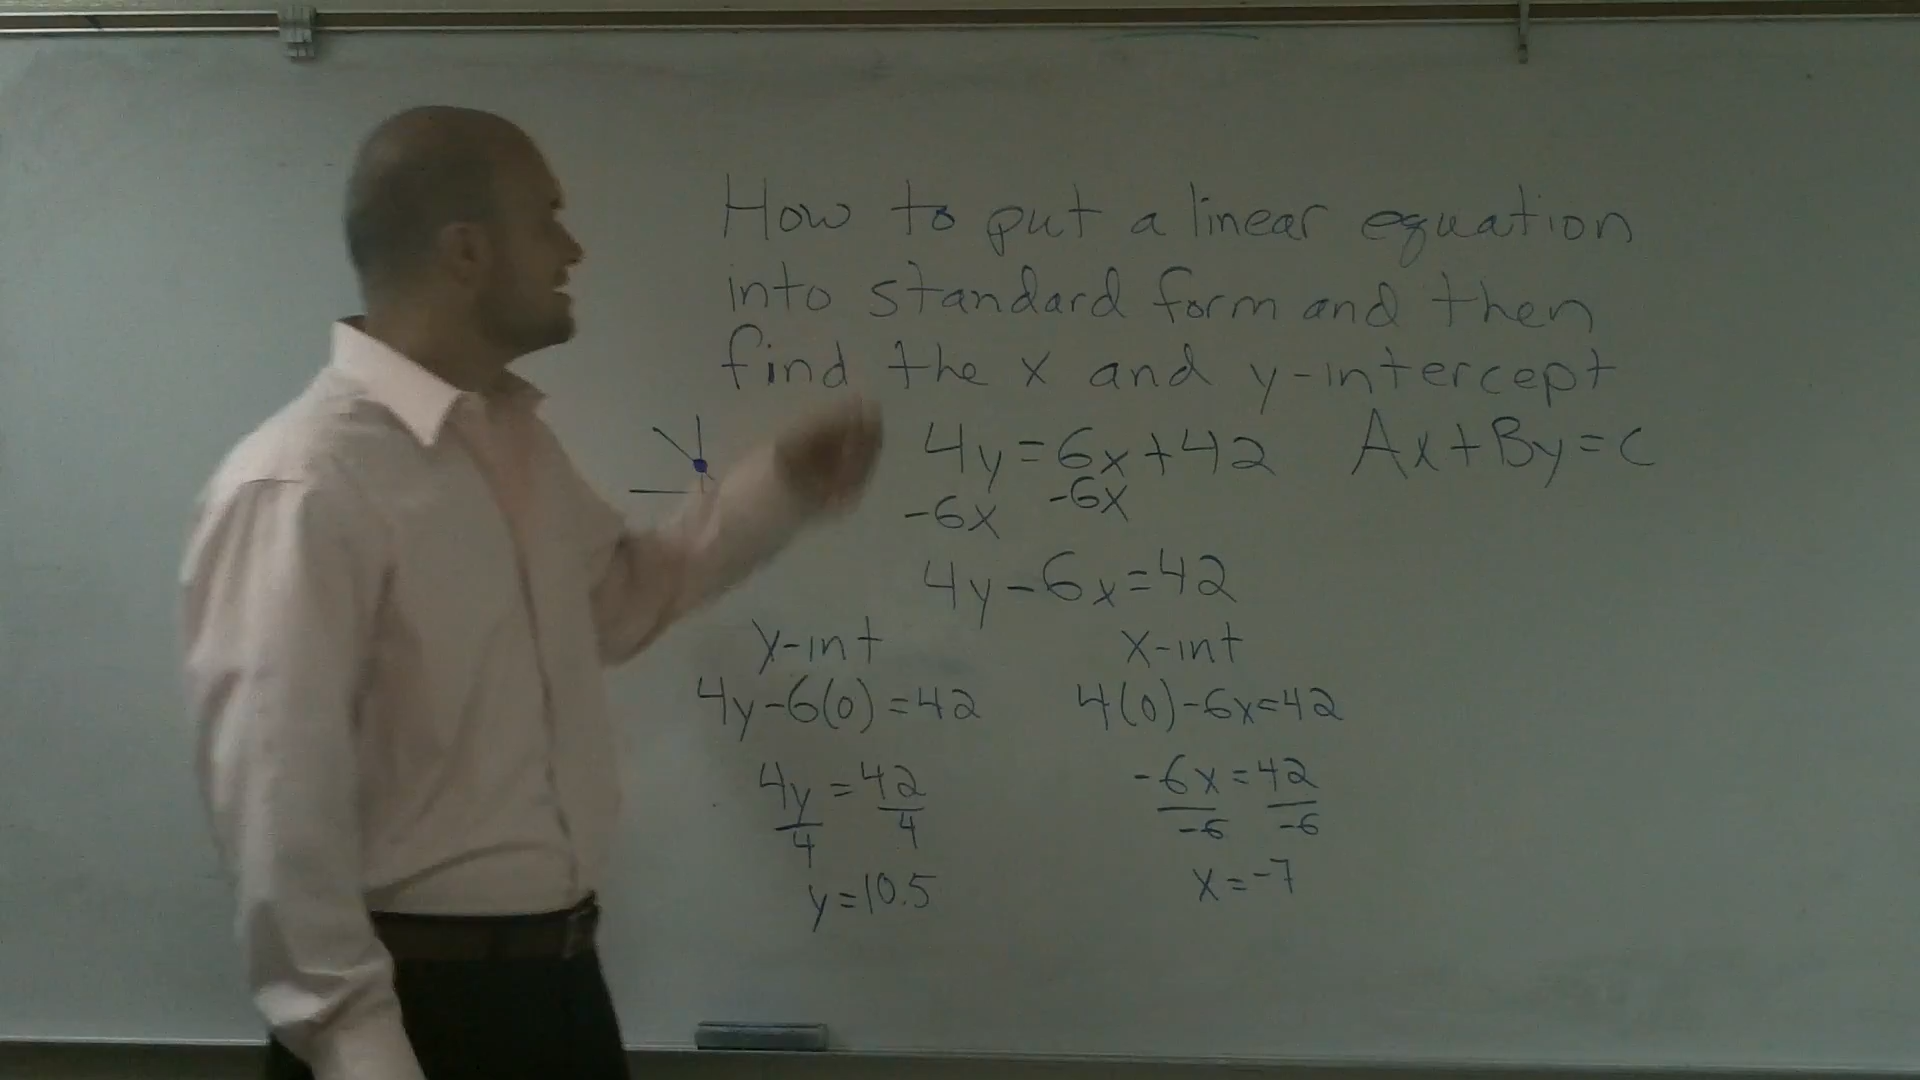 How to put a linear equation
into standard form and then
find the x and y-intercept
4y=6x+42 Ax+By=C
-6x -6x
4y-6x=42
y-int x-int
4y-6(0)=42 4(0)-6x=42
4y=42 -6x=42
4 4 -6 -6
y=10.5 x=-7